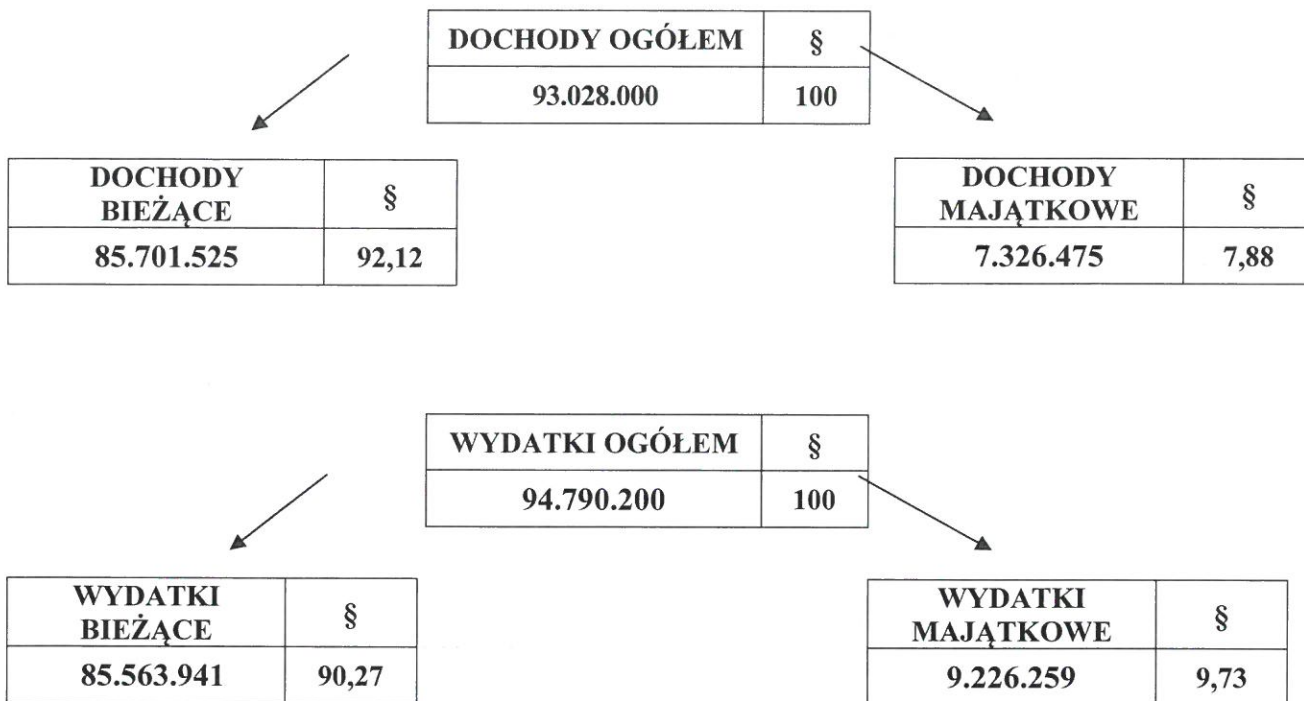 DOCHODY OGÓŁEM §
93.028.000 100
DOCHODY
BIEŻĄCE §
85.701.525 92,12
DOCHODY
MAJĄTKOWE §
7.326.475 7,88
WYDATKI OGÓŁEM §
94.790.200 100
WYDATKI
BIEŻĄCE §
85.563.941 90,27
WYDATKI
MAJĄTKOWE §
9.226.259 9,73